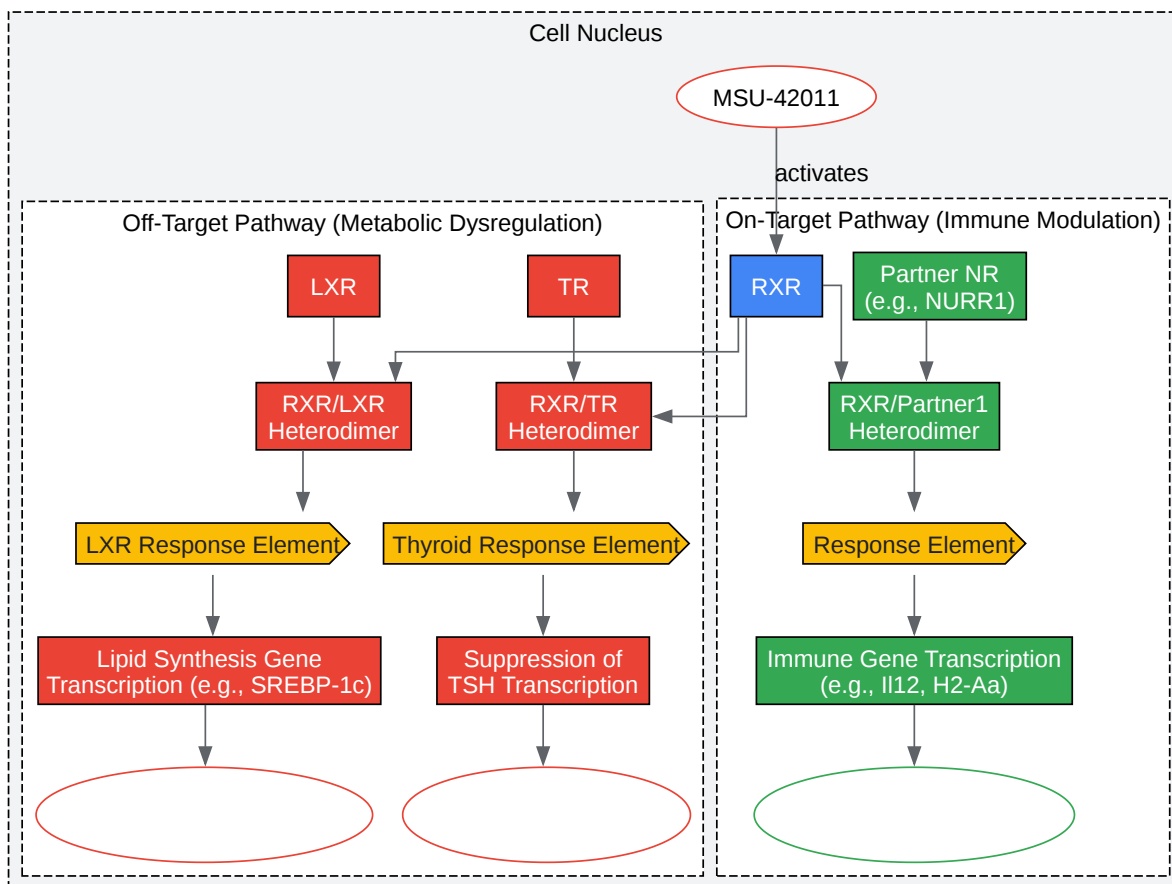 Cell Nucleus
MSU-42011
activates
Off-Target Pathway (Metabolic Dysregulation)
On-Target Pathway (Immune Modulation)
LXR
TR
RXR
Partner NR
(e.g., NURR1)
RXR/LXR
Heterodimer
RXR/TR
Heterodimer
RXR/Partner1
Heterodimer
LXR Response Element
Thyroid Response Element
Response Element
Lipid Synthesis Gene
Transcription (e.g., SREBP-1c)
Suppression of
TSH Transcription
Immune Gene Transcription
(e.g., Il12, H2-Aa)